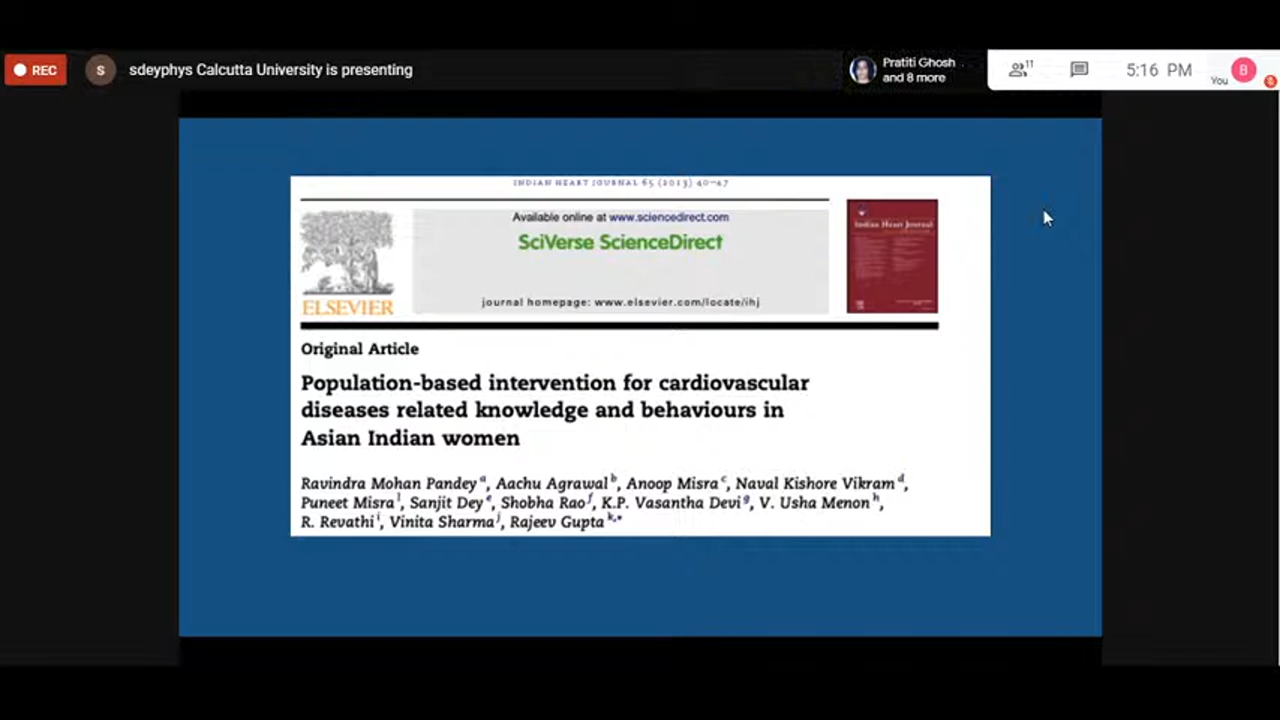 REC
S
sdeyphys Calcutta University is presenting
Pratiti Ghosh
and 8 more
11
5:16 PM
You
B
INDIAN HEART JOURNAL 65 (2013) 40–47
Available online at www.sciencedirect.com
SciVerse ScienceDirect
journal homepage: www.elsevier.com/locate/ihj
ELSEVIER
Indian Heart Journal
Original Article
Population-based intervention for cardiovascular
diseases related knowledge and behaviours in
Asian Indian women
Ravindra Mohan Pandey a, Aachu Agrawal b, Anoop Misra c, Naval Kishore Vikram d,
Puneet Misra l, Sanjit Dey e, Shobha Rao f, K.P. Vasantha Devi g, V. Usha Menon h,
R. Revathi i, Vinita Sharma j, Rajeev Gupta k,*